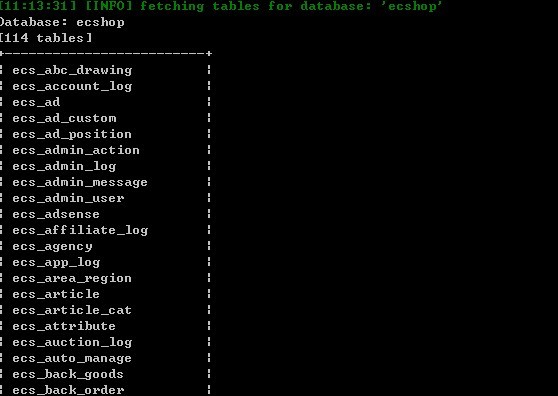 [11:13:31] [INFO] fetching tables for database: 'ecshop'
Database: ecshop
[114 tables]
+-------------------------+
¦ ecs_abc_drawing ¦
¦ ecs_account_log ¦
¦ ecs_ad ¦
¦ ecs_ad_custom ¦
¦ ecs_ad_position ¦
¦ ecs_admin_action ¦
¦ ecs_admin_log ¦
¦ ecs_admin_message ¦
¦ ecs_admin_user ¦
¦ ecs_adsense ¦
¦ ecs_affiliate_log ¦
¦ ecs_agency ¦
¦ ecs_app_log ¦
¦ ecs_area_region ¦
¦ ecs_article ¦
¦ ecs_article_cat ¦
¦ ecs_attribute ¦
¦ ecs_auction_log ¦
¦ ecs_auto_manage ¦
¦ ecs_back_goods ¦
¦ ecs_back_order ¦